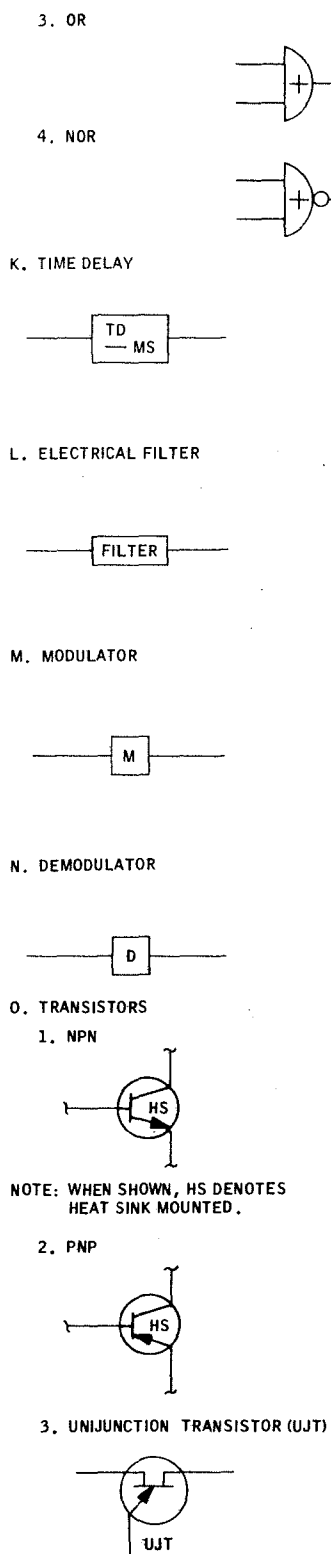 3. OR
+
4. NOR
+
K. TIME DELAY
TD
— MS
L. ELECTRICAL FILTER
FILTER
M. MODULATOR
M
N. DEMODULATOR
D
O. TRANSISTORS
1. NPN
HS
NOTE: WHEN SHOWN, HS DENOTES
HEAT SINK MOUNTED.
2. PNP
HS
3. UNIJUNCTION TRANSISTOR (UJT)
UJT